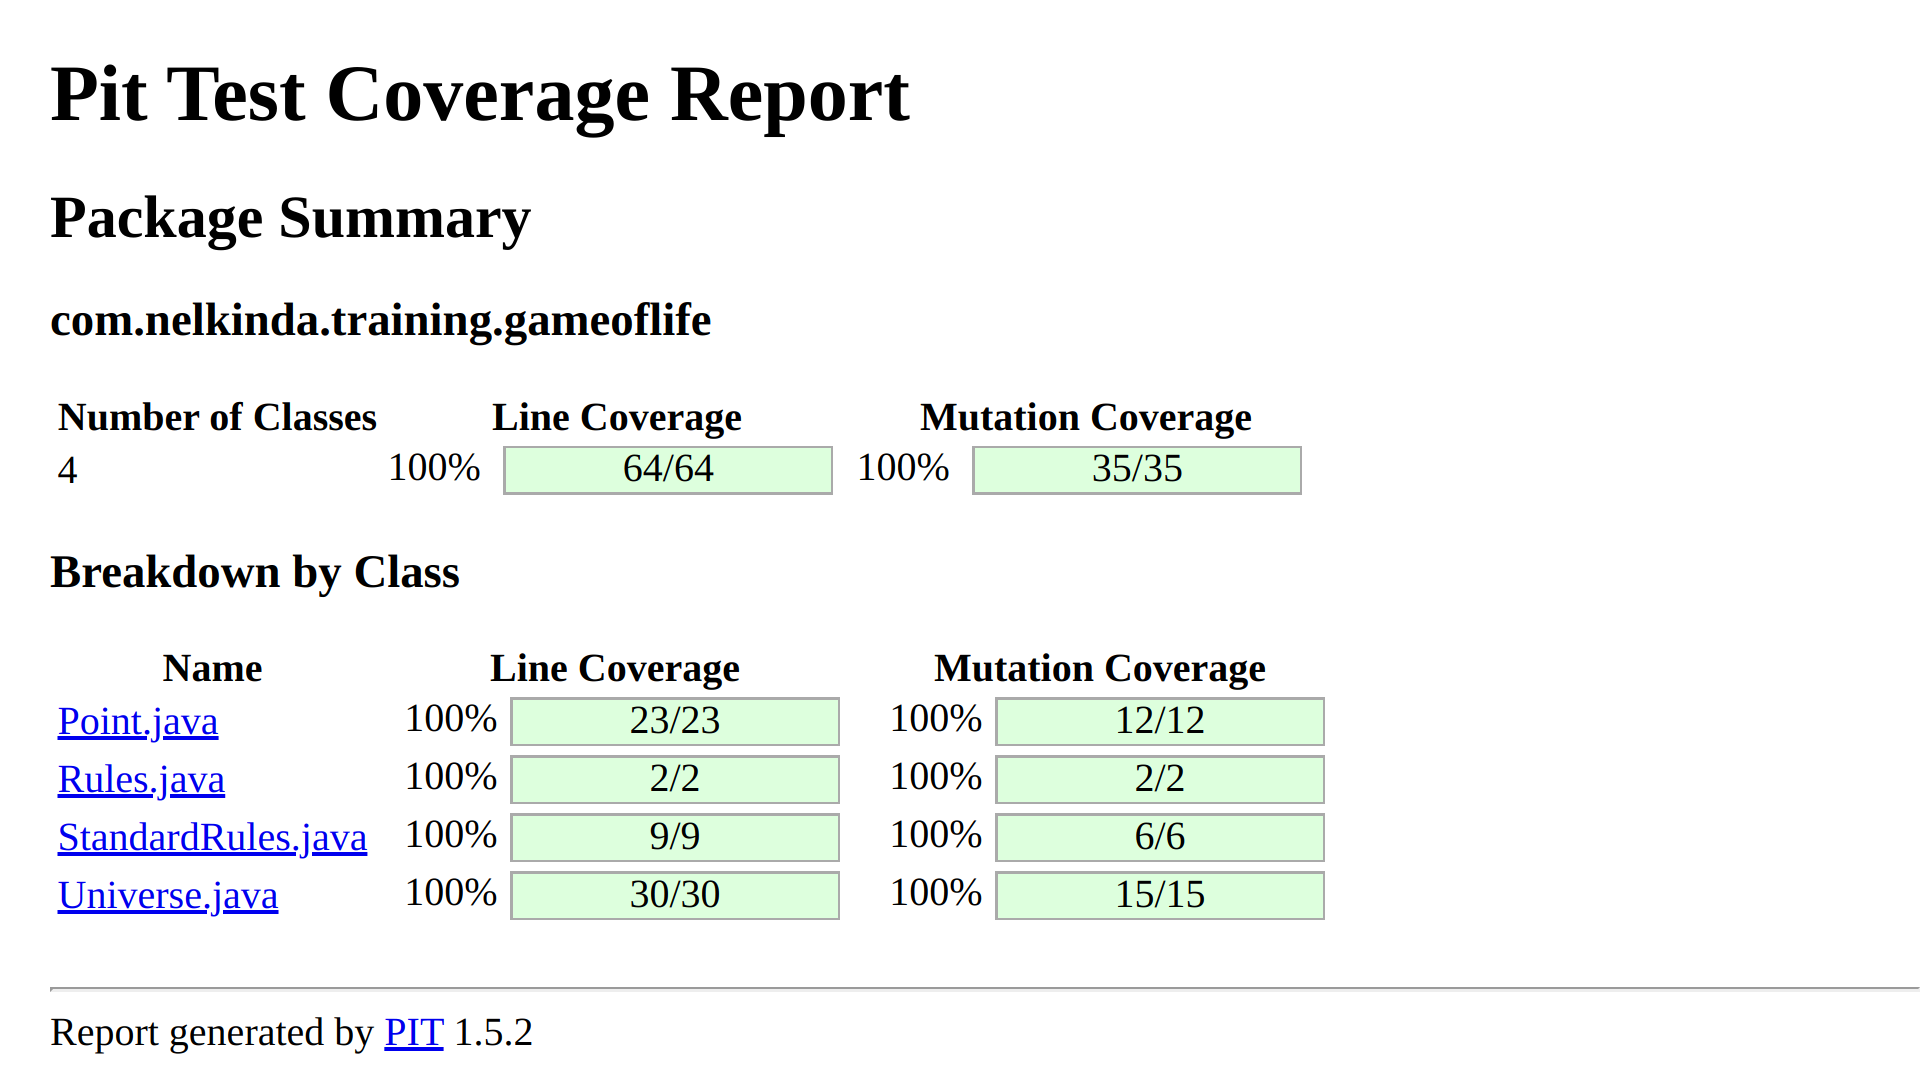 Pit Test Coverage Report
Package Summary
com.nelkinda.training.gameoflife
Number of Classes Line Coverage Mutation Coverage
4 100% 64/64 100% 35/35
Breakdown by Class
Name Line Coverage Mutation Coverage
Point.java 100% 23/23 100% 12/12
Rules.java 100% 2/2 100% 2/2
StandardRules.java 100% 9/9 100% 6/6
Universe.java 100% 30/30 100% 15/15
Report generated by PIT 1.5.2